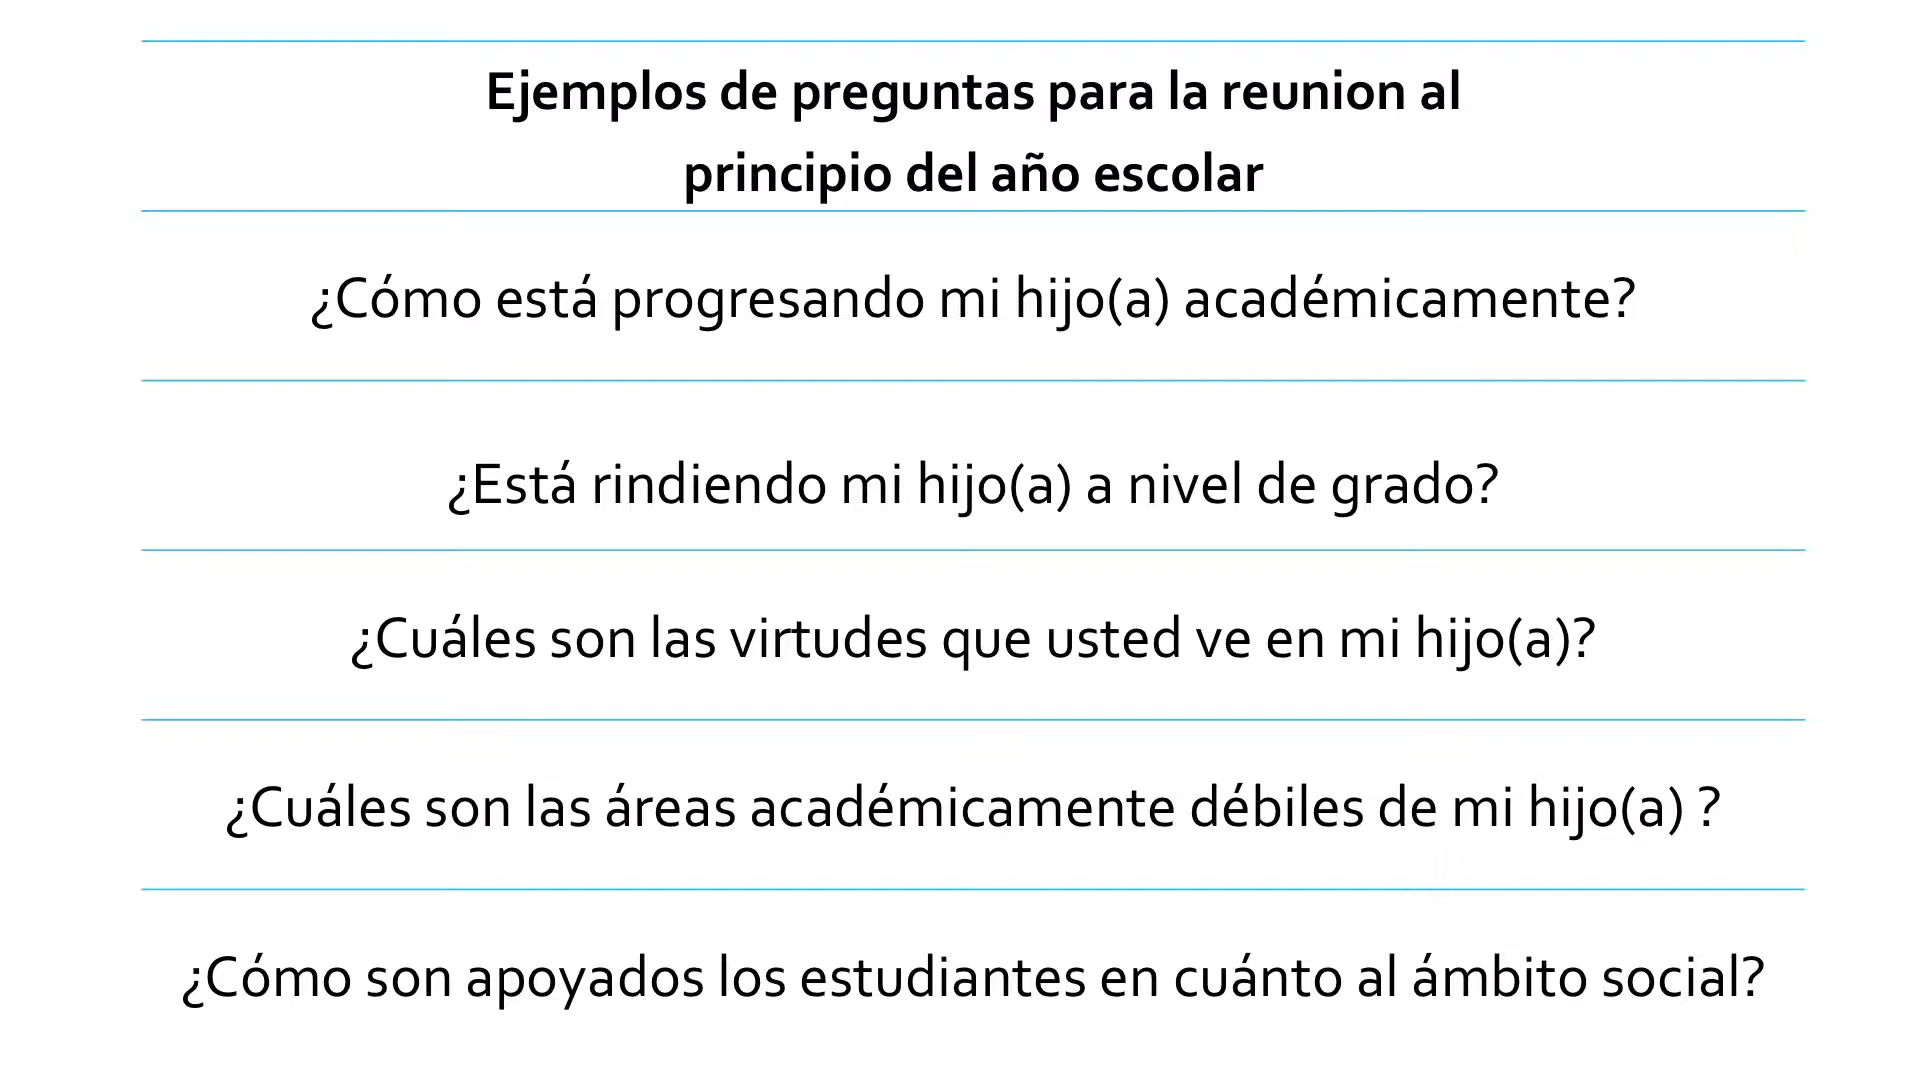 Ejemplos de preguntas para la reunion al
principio del año escolar
¿Cómo está progresando mi hijo(a) académicamente?
¿Está rindiendo mi hijo(a) a nivel de grado?
¿Cuáles son las virtudes que usted ve en mi hijo(a)?
¿Cuáles son las áreas académicamente débiles de mi hijo(a) ?
¿Cómo son apoyados los estudiantes en cuánto al ámbito social?